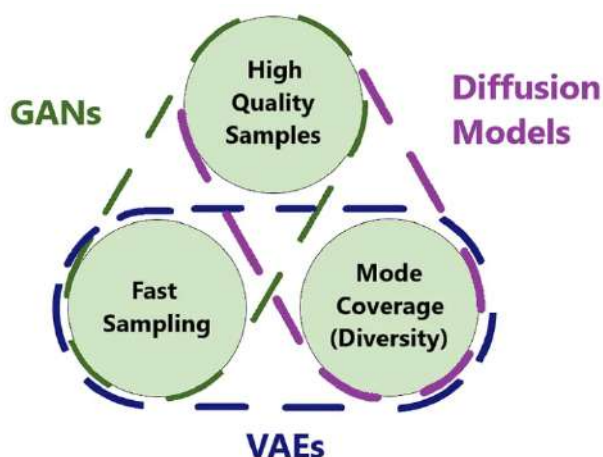 High
Quality
Samples
GANs
Diffusion
Models
Fast
Sampling
Mode
Coverage
(Diversity)
VAEs